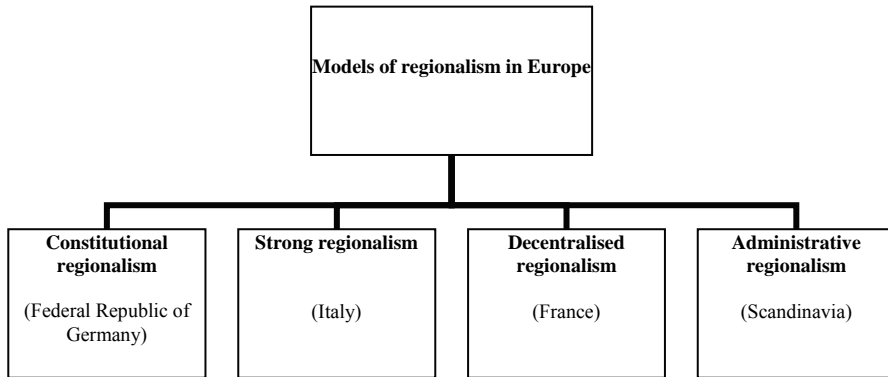 Models of regionalism in Europe
Constitutional
regionalism
(Federal Republic of
Germany)
Strong regionalism
(Italy)
Decentralised
regionalism
(France)
Administrative
regionalism
(Scandinavia)